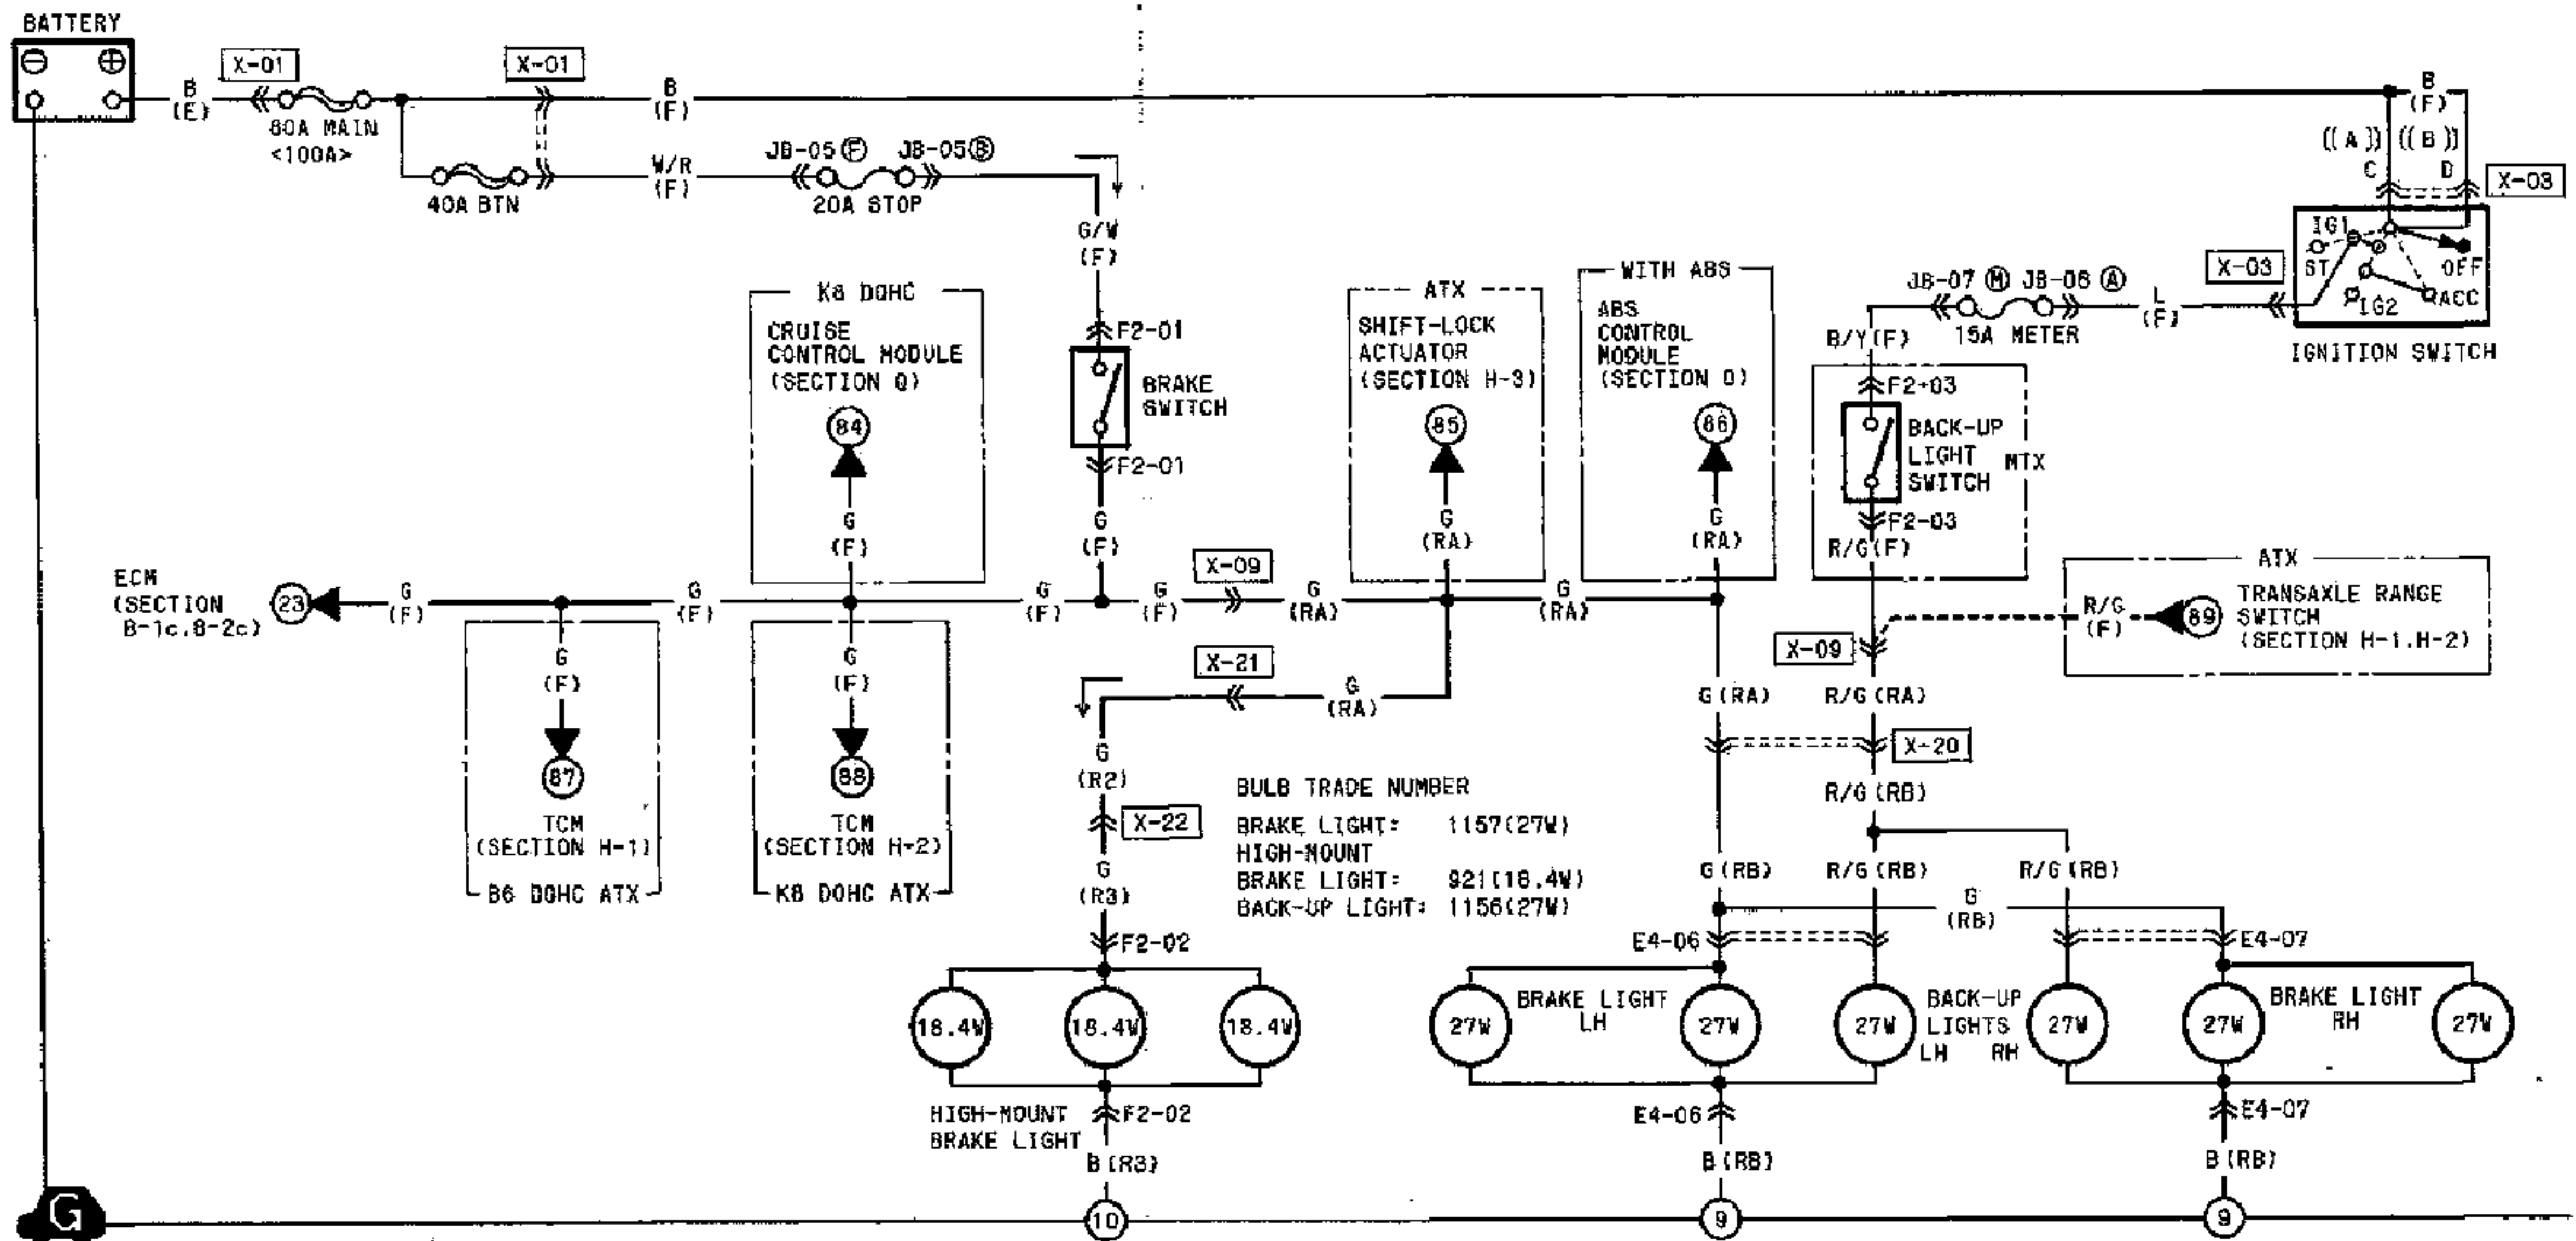 BATTERY
⊖ ⊕
B
(E)
X-01
80A MAIN
<100A>
X-01
B
(F)
40A BTN
W/R
(F)
JB-05 Ⓕ
JB-05 Ⓑ
20A STOP
G/W
(F)
B
(F)
((A))
((B))
C
D
X-03
IG1
ST
OFF
IG2
ACC
IGNITION SWITCH
X-03
L
(F)
JB-07 Ⓜ
JB-06 Ⓐ
15A METER
B/Y(F)
F2-03
BACK-UP
LIGHT
SWITCH
MTX
F2-03
R/G(F)
K8 DOHC
CRUISE
CONTROL MODULE
(SECTION Q)
84
G
(F)
F2-01
BRAKE
SWITCH
F2-01
G
(F)
ATX
SHIFT-LOCK
ACTUATOR
(SECTION H-3)
85
G
(RA)
WITH ABS
ABS
CONTROL
MODULE
(SECTION O)
86
G
(RA)
ECM
(SECTION
B-1c.B-2c)
23
G
(F)
G
(F)
G
(F)
G
(F)
X-09
G
(RA)
G
(RA)
ATX
TRANSAXLE RANGE
SWITCH
(SECTION H-1.H-2)
89
R/G
(F)
X-09
G
(F)
87
TCM
(SECTION H-1)
B6 DOHC ATX
G
(F)
88
TCM
(SECTION H-2)
K8 DOHC ATX
X-21
G
(RA)
G
(R2)
X-22
G
(R3)
F2-02
G(RA)
R/G(RA)
X-20
R/G(RB)
BULB TRADE NUMBER
BRAKE LIGHT: 1157(27W)
HIGH-MOUNT
BRAKE LIGHT: 921(18.4W)
BACK-UP LIGHT: 1156(27W)
G(RB)
R/G(RB)
R/G(RB)
G
(RB)
E4-06
E4-07
18.4W
18.4W
18.4W
HIGH-MOUNT
BRAKE LIGHT
F2-02
B(R3)
27W
BRAKE LIGHT
LH
27W
27W
BACK-UP
LIGHTS
LH RH
27W
27W
BRAKE LIGHT
RH
27W
E4-06
B(RB)
E4-07
B(RB)
G
10
9
9